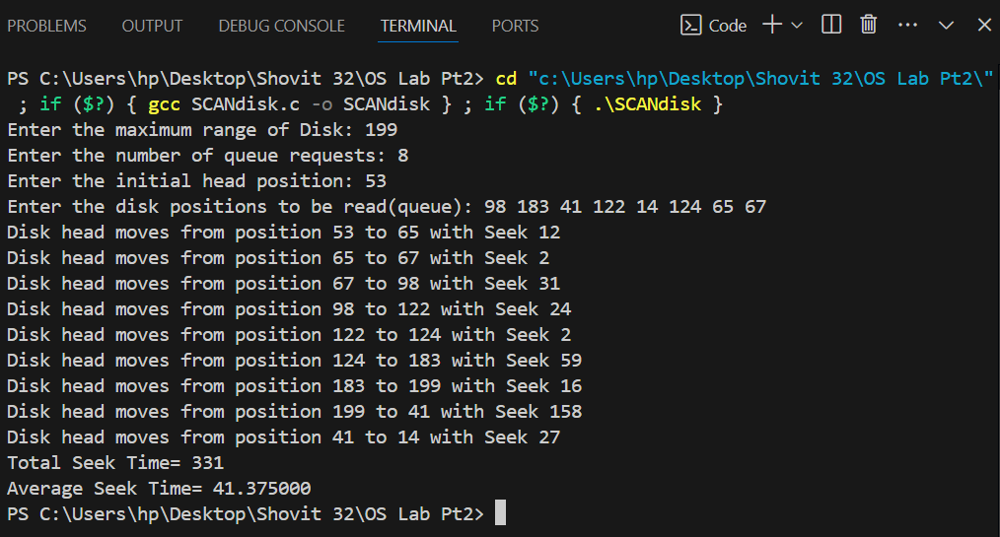 PROBLEMS OUTPUT DEBUG CONSOLE TERMINAL PORTS Code
PS C:\Users\hp\Desktop\Shovit 32\OS Lab Pt2> cd "c:\Users\hp\Desktop\Shovit 32\OS Lab Pt2\"
; if ($?) { gcc SCANdisk.c -o SCANdisk } ; if ($?) { .\SCANdisk }
Enter the maximum range of Disk: 199
Enter the number of queue requests: 8
Enter the initial head position: 53
Enter the disk positions to be read(queue): 98 183 41 122 14 124 65 67
Disk head moves from position 53 to 65 with Seek 12
Disk head moves from position 65 to 67 with Seek 2
Disk head moves from position 67 to 98 with Seek 31
Disk head moves from position 98 to 122 with Seek 24
Disk head moves from position 122 to 124 with Seek 2
Disk head moves from position 124 to 183 with Seek 59
Disk head moves from position 183 to 199 with Seek 16
Disk head moves from position 199 to 41 with Seek 158
Disk head moves from position 41 to 14 with Seek 27
Total Seek Time= 331
Average Seek Time= 41.375000
PS C:\Users\hp\Desktop\Shovit 32\OS Lab Pt2>